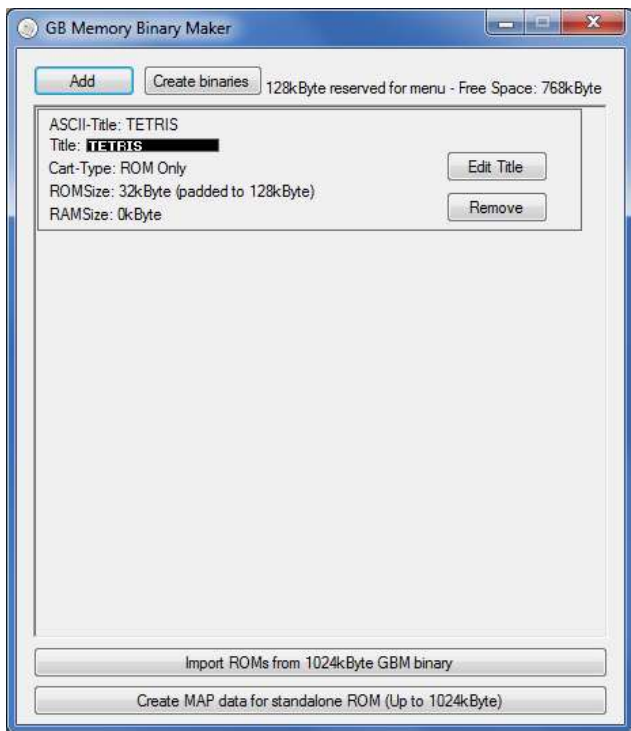 GB Memory Binary Maker
Add Create binaries 128kByte reserved for menu - Free Space: 768kByte
ASCII-Title: TETRIS
Title: TETRIS
Cart-Type: ROM Only
Edit Title
ROMSize: 32kByte (padded to 128kByte)
RAMSize: 0kByte
Remove
Import ROMs from 1024kByte GBM binary
Create MAP data for standalone ROM (Up to 1024kByte)